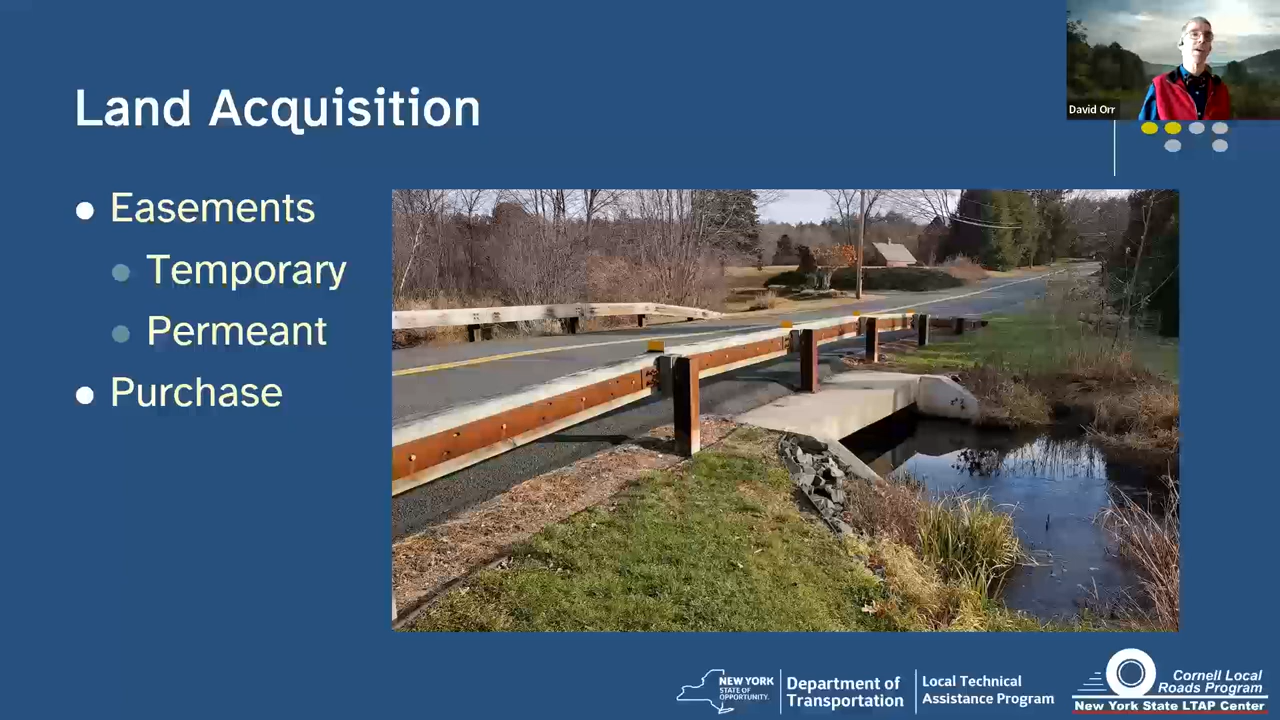 David Orr
Land Acquisition
Easements
Temporary
Permeant
Purchase
NEW YORK
STATE OF
OPPORTUNITY.
Department of
Transportation
Local Technical
Assistance Program
Cornell Local
Roads Program
New York State LTAP Center